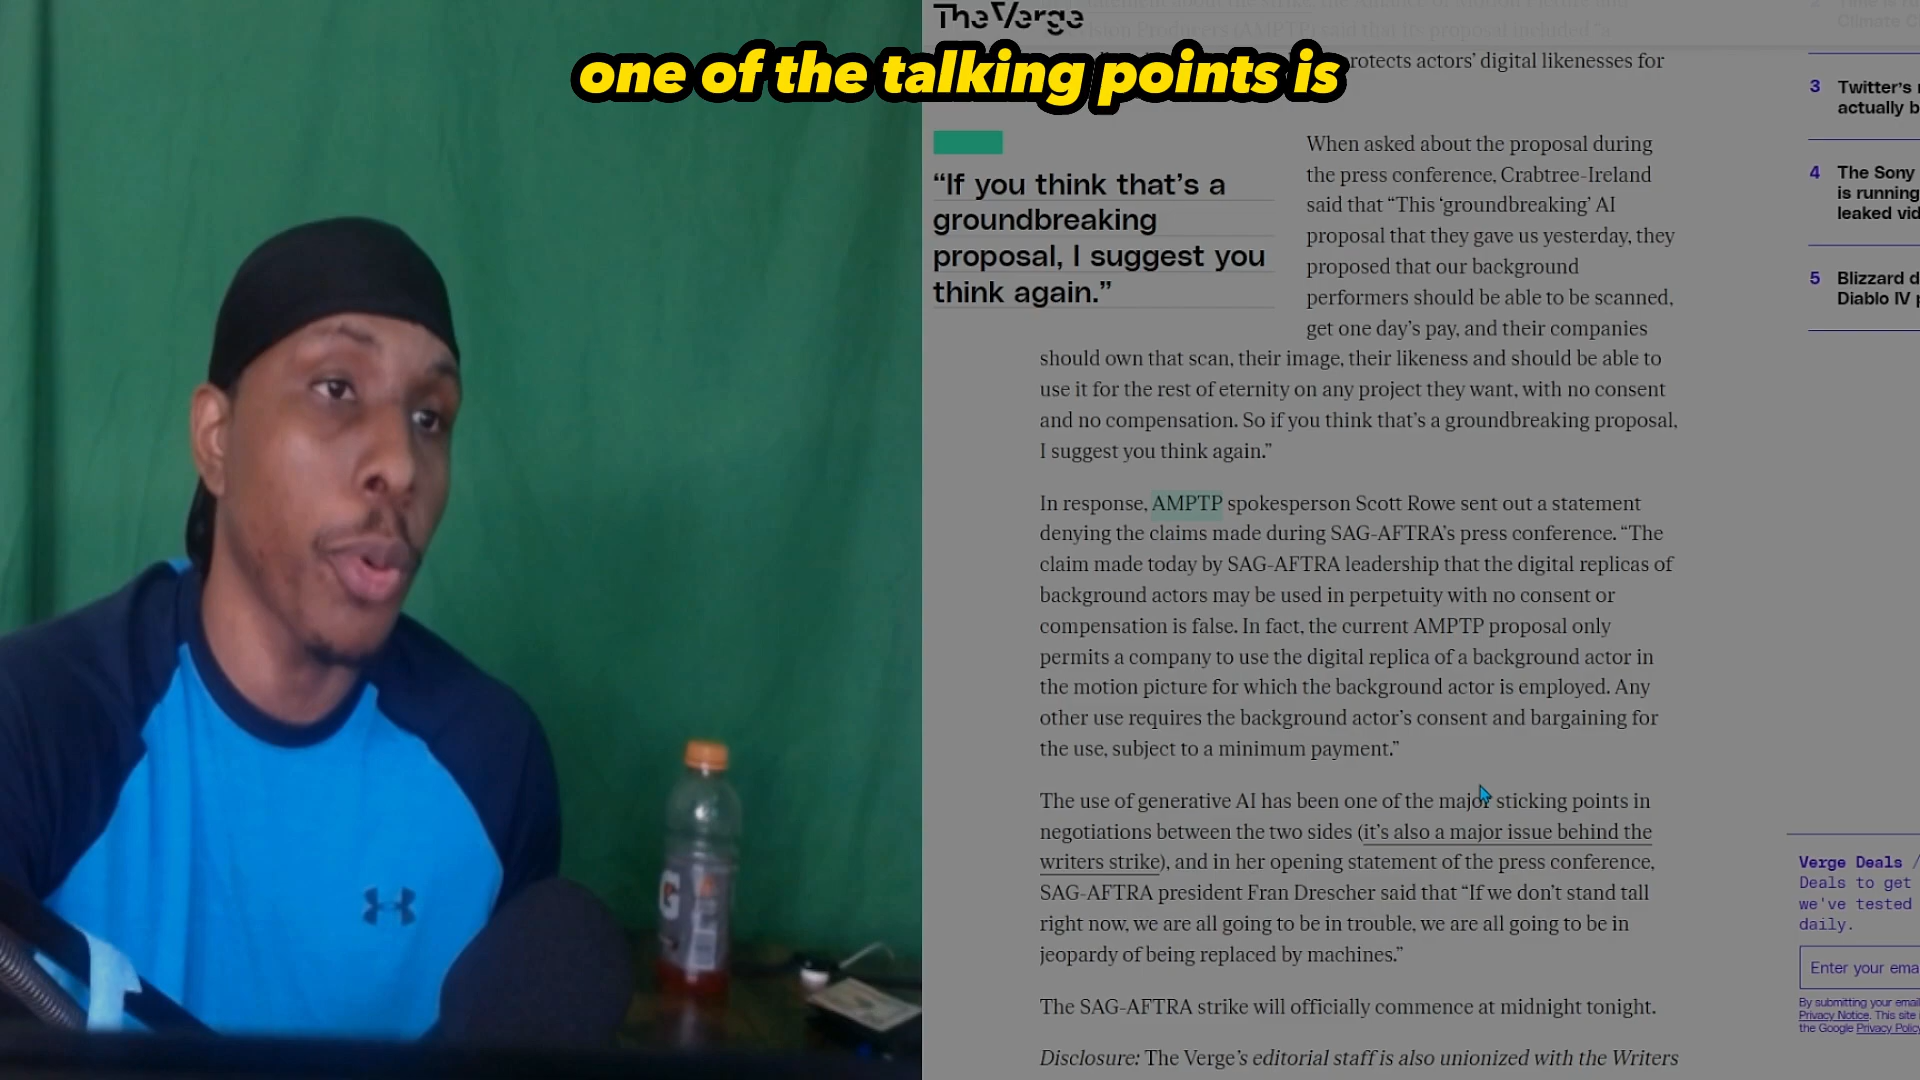 The Verge
one of the talking points is
rotects actors' digital likenesses for
“If you think that’s a
groundbreaking
proposal, I suggest you
think again.”
When asked about the proposal during
the press conference, Crabtree-Ireland
said that “This ‘groundbreaking’ AI
proposal that they gave us yesterday, they
proposed that our background
performers should be able to be scanned,
get one day’s pay, and their companies
should own that scan, their image, their likeness and should be able to
use it for the rest of eternity on any project they want, with no consent
and no compensation. So if you think that’s a groundbreaking proposal,
I suggest you think again.”
In response, AMPTP spokesperson Scott Rowe sent out a statement
denying the claims made during SAG-AFTRA’s press conference. “The
claim made today by SAG-AFTRA leadership that the digital replicas of
background actors may be used in perpetuity with no consent or
compensation is false. In fact, the current AMPTP proposal only
permits a company to use the digital replica of a background actor in
the motion picture for which the background actor is employed. Any
other use requires the background actor’s consent and bargaining for
the use, subject to a minimum payment.”
The use of generative AI has been one of the major sticking points in
negotiations between the two sides (it’s also a major issue behind the
writers strike), and in her opening statement of the press conference,
SAG-AFTRA president Fran Drescher said that “If we don’t stand tall
right now, we are all going to be in trouble, we are all going to be in
jeopardy of being replaced by machines.”
The SAG-AFTRA strike will officially commence at midnight tonight.
Disclosure: The Verge’s editorial staff is also unionized with the Writers
3 Twitter’s
actually b
4 The Sony
is running
leaked vid
5 Blizzard d
Diablo IV p
Verge Deals /
Deals to get
we've tested
daily.
Enter your ema
By submitting your email
Privacy Notice. This site
the Google Privacy Policy
G